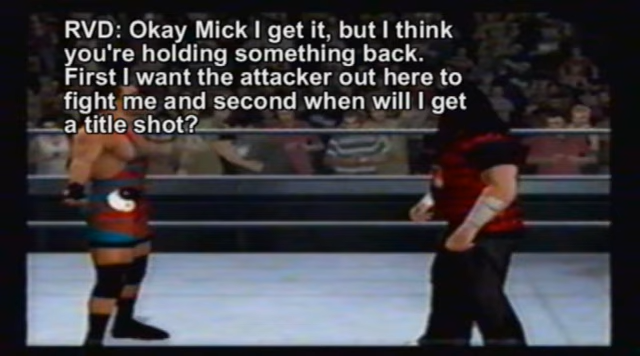 RVD: Okay Mick I get it, but I think
you're holding something back.
First I want the attacker out here to
fight me and second when will I get
a title shot?